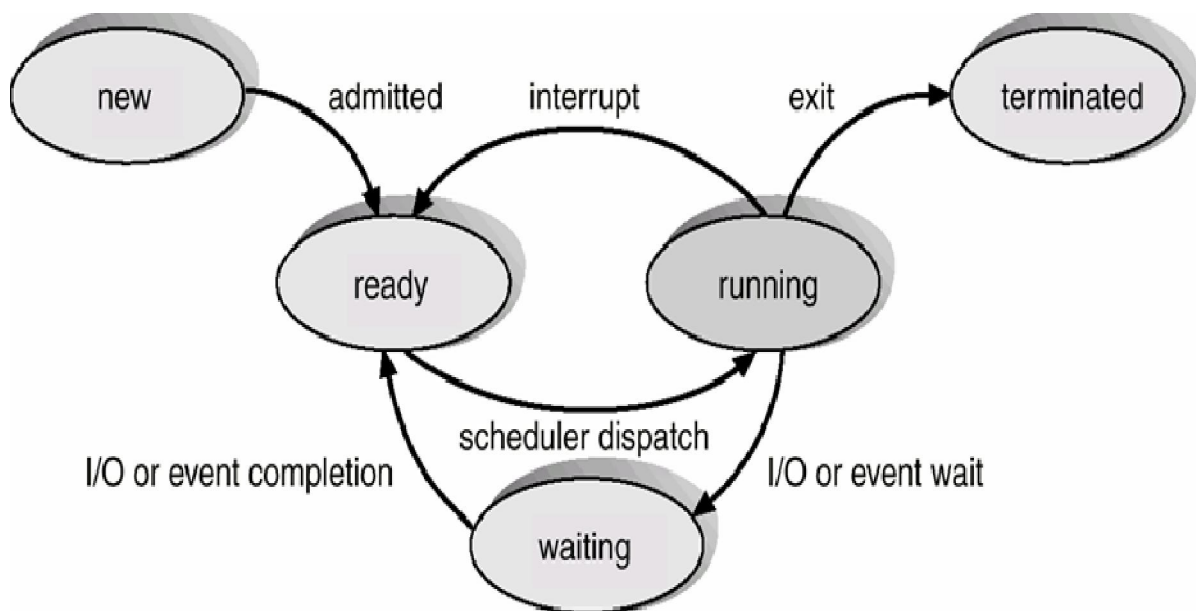 new
admitted
interrupt
exit
terminated
ready
running
scheduler dispatch
I/O or event completion
I/O or event wait
waiting